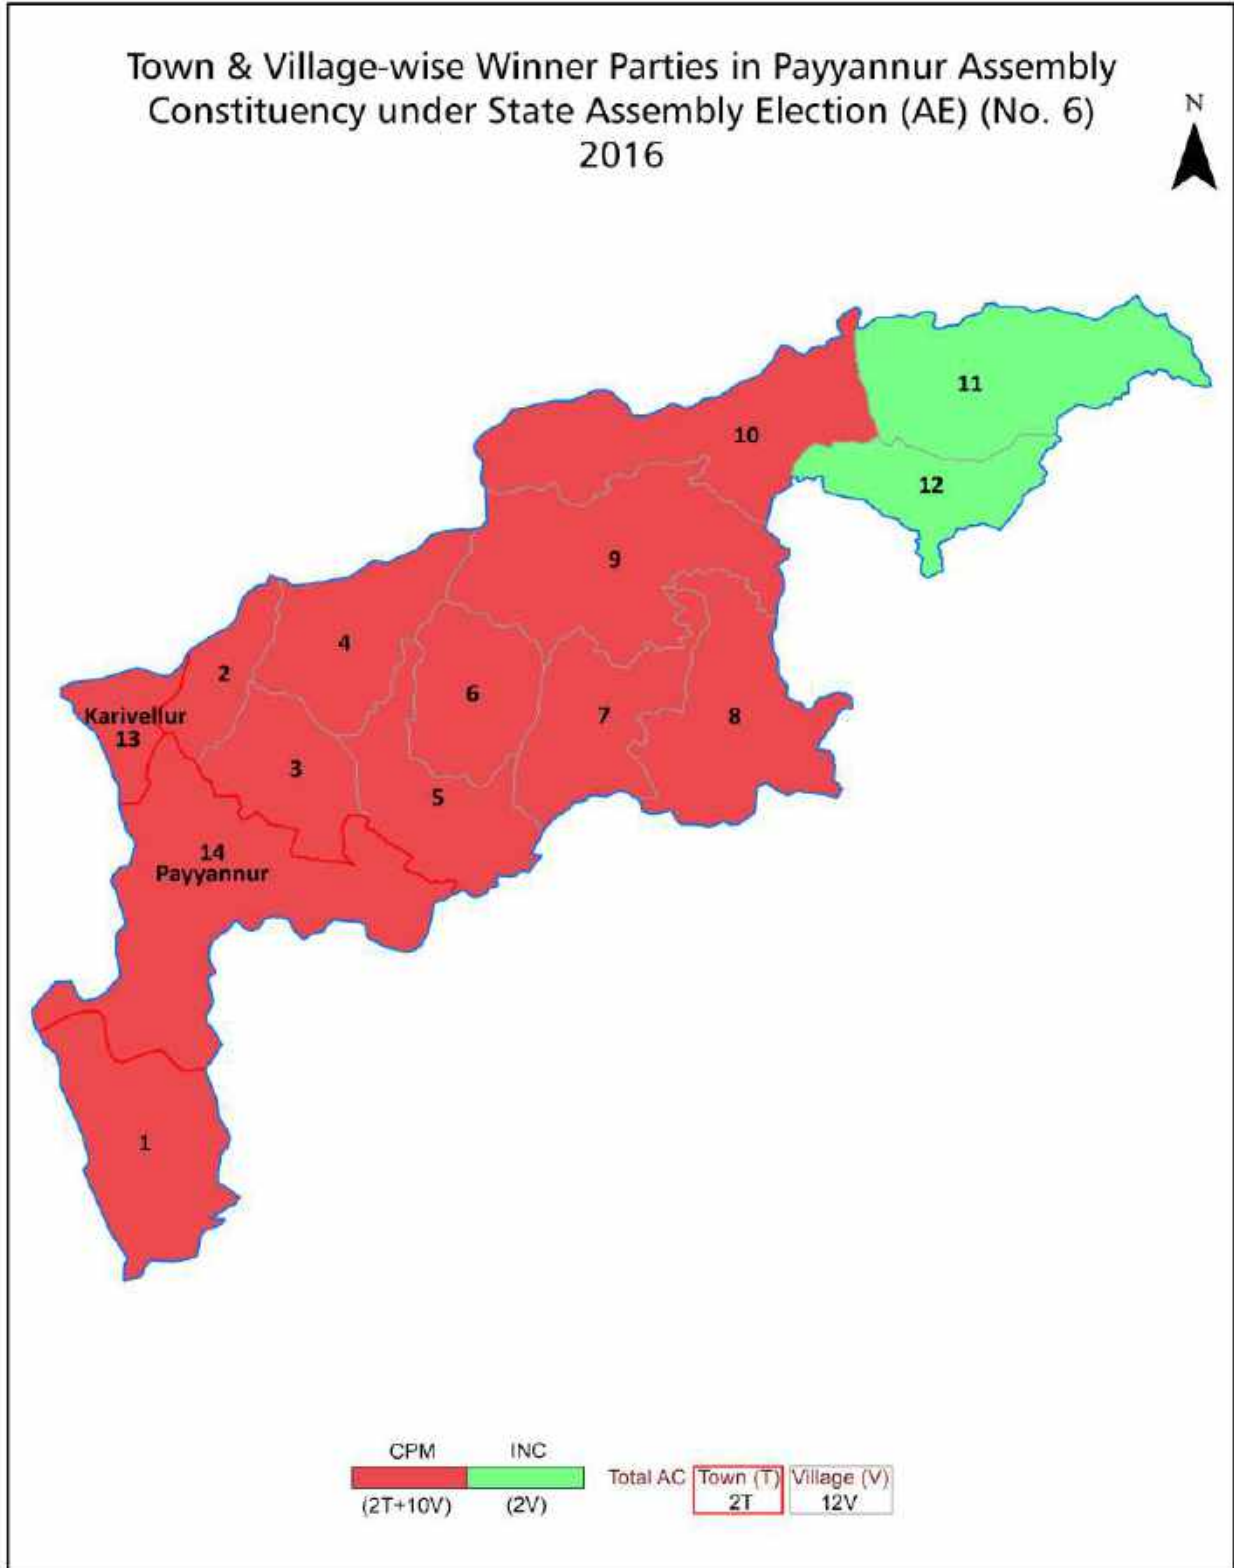 Town & Village-wise Winner Parties in Payyannur Assembly
Constituency under State Assembly Election (AE) (No. 6)
2016
N
11
10
12
9
4
2
6
Karivellur
13
7
8
3
5
14
Payyannur
1
CPM INC
Total AC Town (T) Village (V)
(2T+10V) (2V) 2T 12V